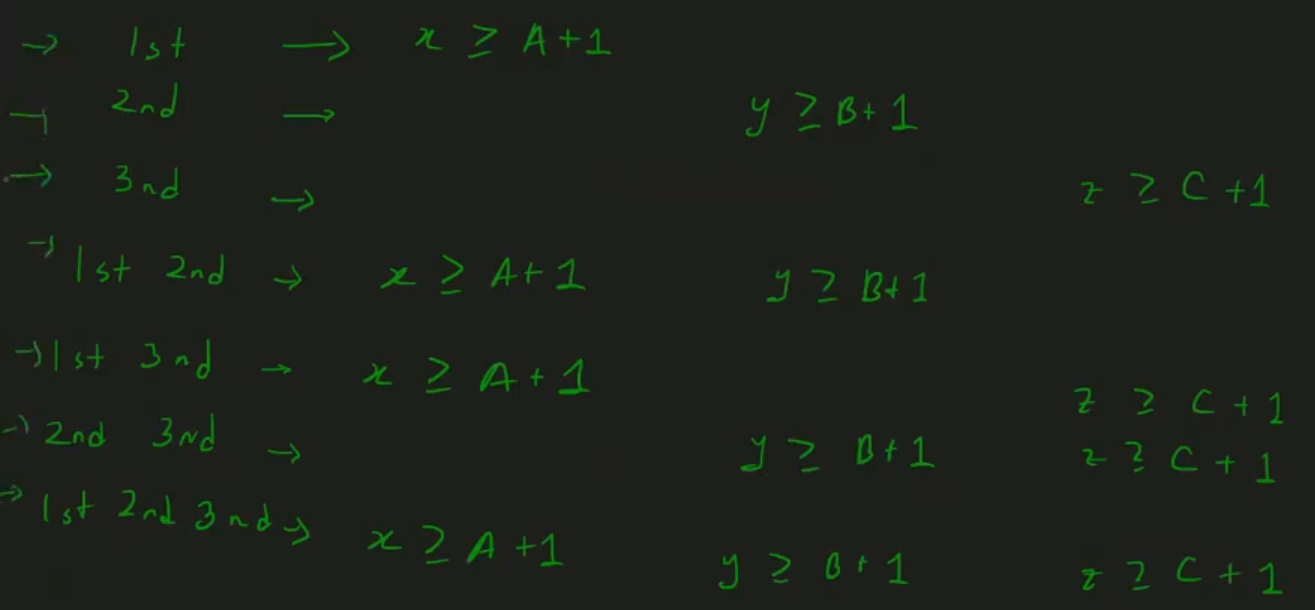 → 1st → x ≥ A+1
→ 2nd → y ≥ B+1
→ 3nd → z ≥ C+1
→ 1st 2nd → x ≥ A+1 y ≥ B+1
→ 1st 3nd → x ≥ A+1 z ≥ C+1
→ 2nd 3nd → y ≥ B+1 z ≥ C+1
→ 1st 2nd 3nd → x ≥ A+1 y ≥ B+1 z ≥ C+1